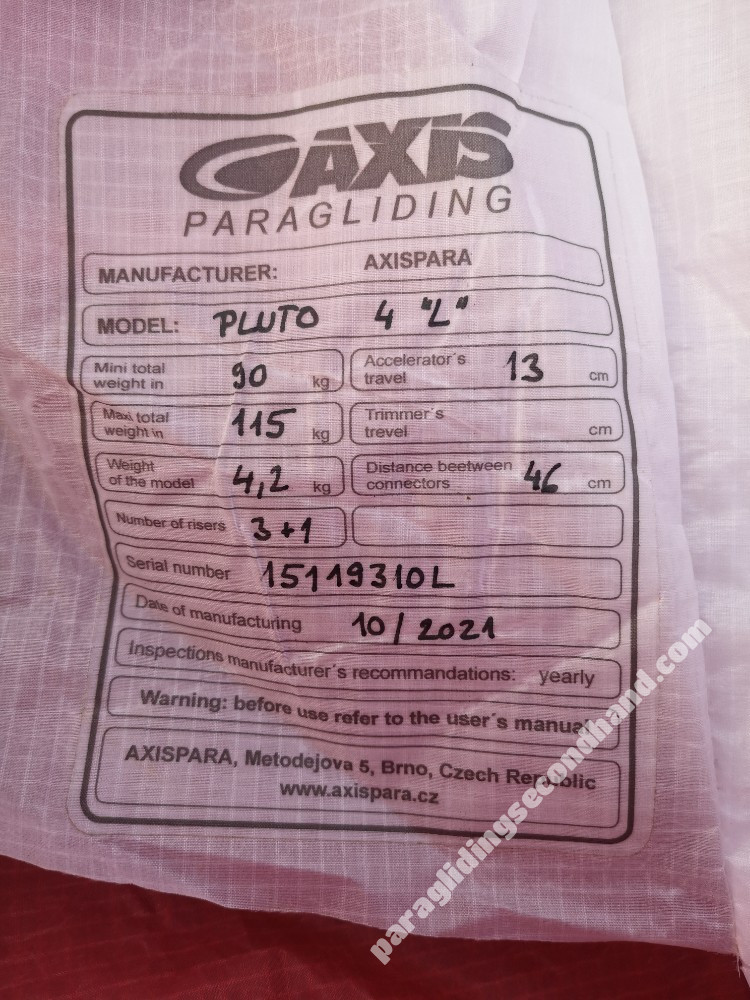 AXIS
PARAGLIDING
MANUFACTURER: AXISPARA
MODEL: PLUTO 4 "L"
Mini total weight in 90 kg
Accelerator´s travel 13 cm
Maxi total weight in 115 kg
Trimmer´s trevel cm
Weight of the model 4,2 kg
Distance beetween connectors 46 cm
Number of risers 3+1
Serial number 15119310L
Date of manufacturing 10/2021
Inspections manufacturer´s recommandations: yearly
Warning: before use refer to the user´s manual
AXISPARA, Metodejova 5, Brno, Czech Republic
www.axispara.cz
paraglidingsecondhand.com